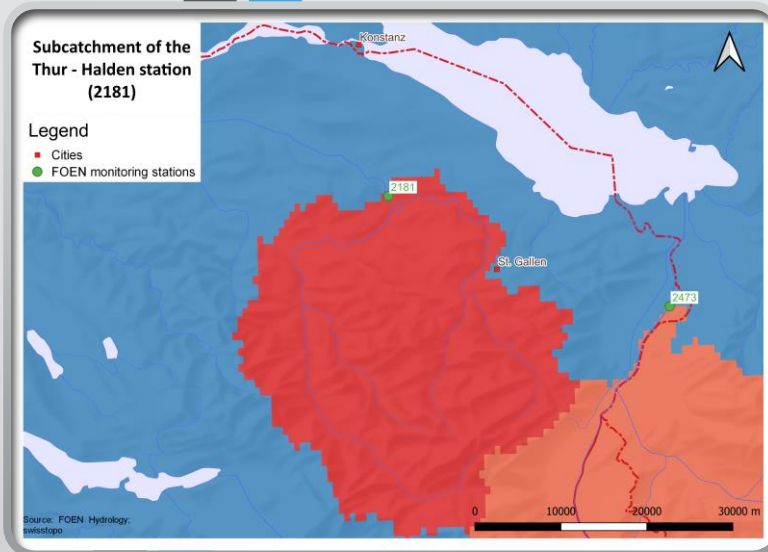 Subcatchment of the
Thur - Halden station
(2181)
Legend
Cities
FOEN monitoring stations
Konstanz
2181
St. Gallen
2473
Source: FOEN Hydrology;
swisstopo
0 10000 20000 30000 m